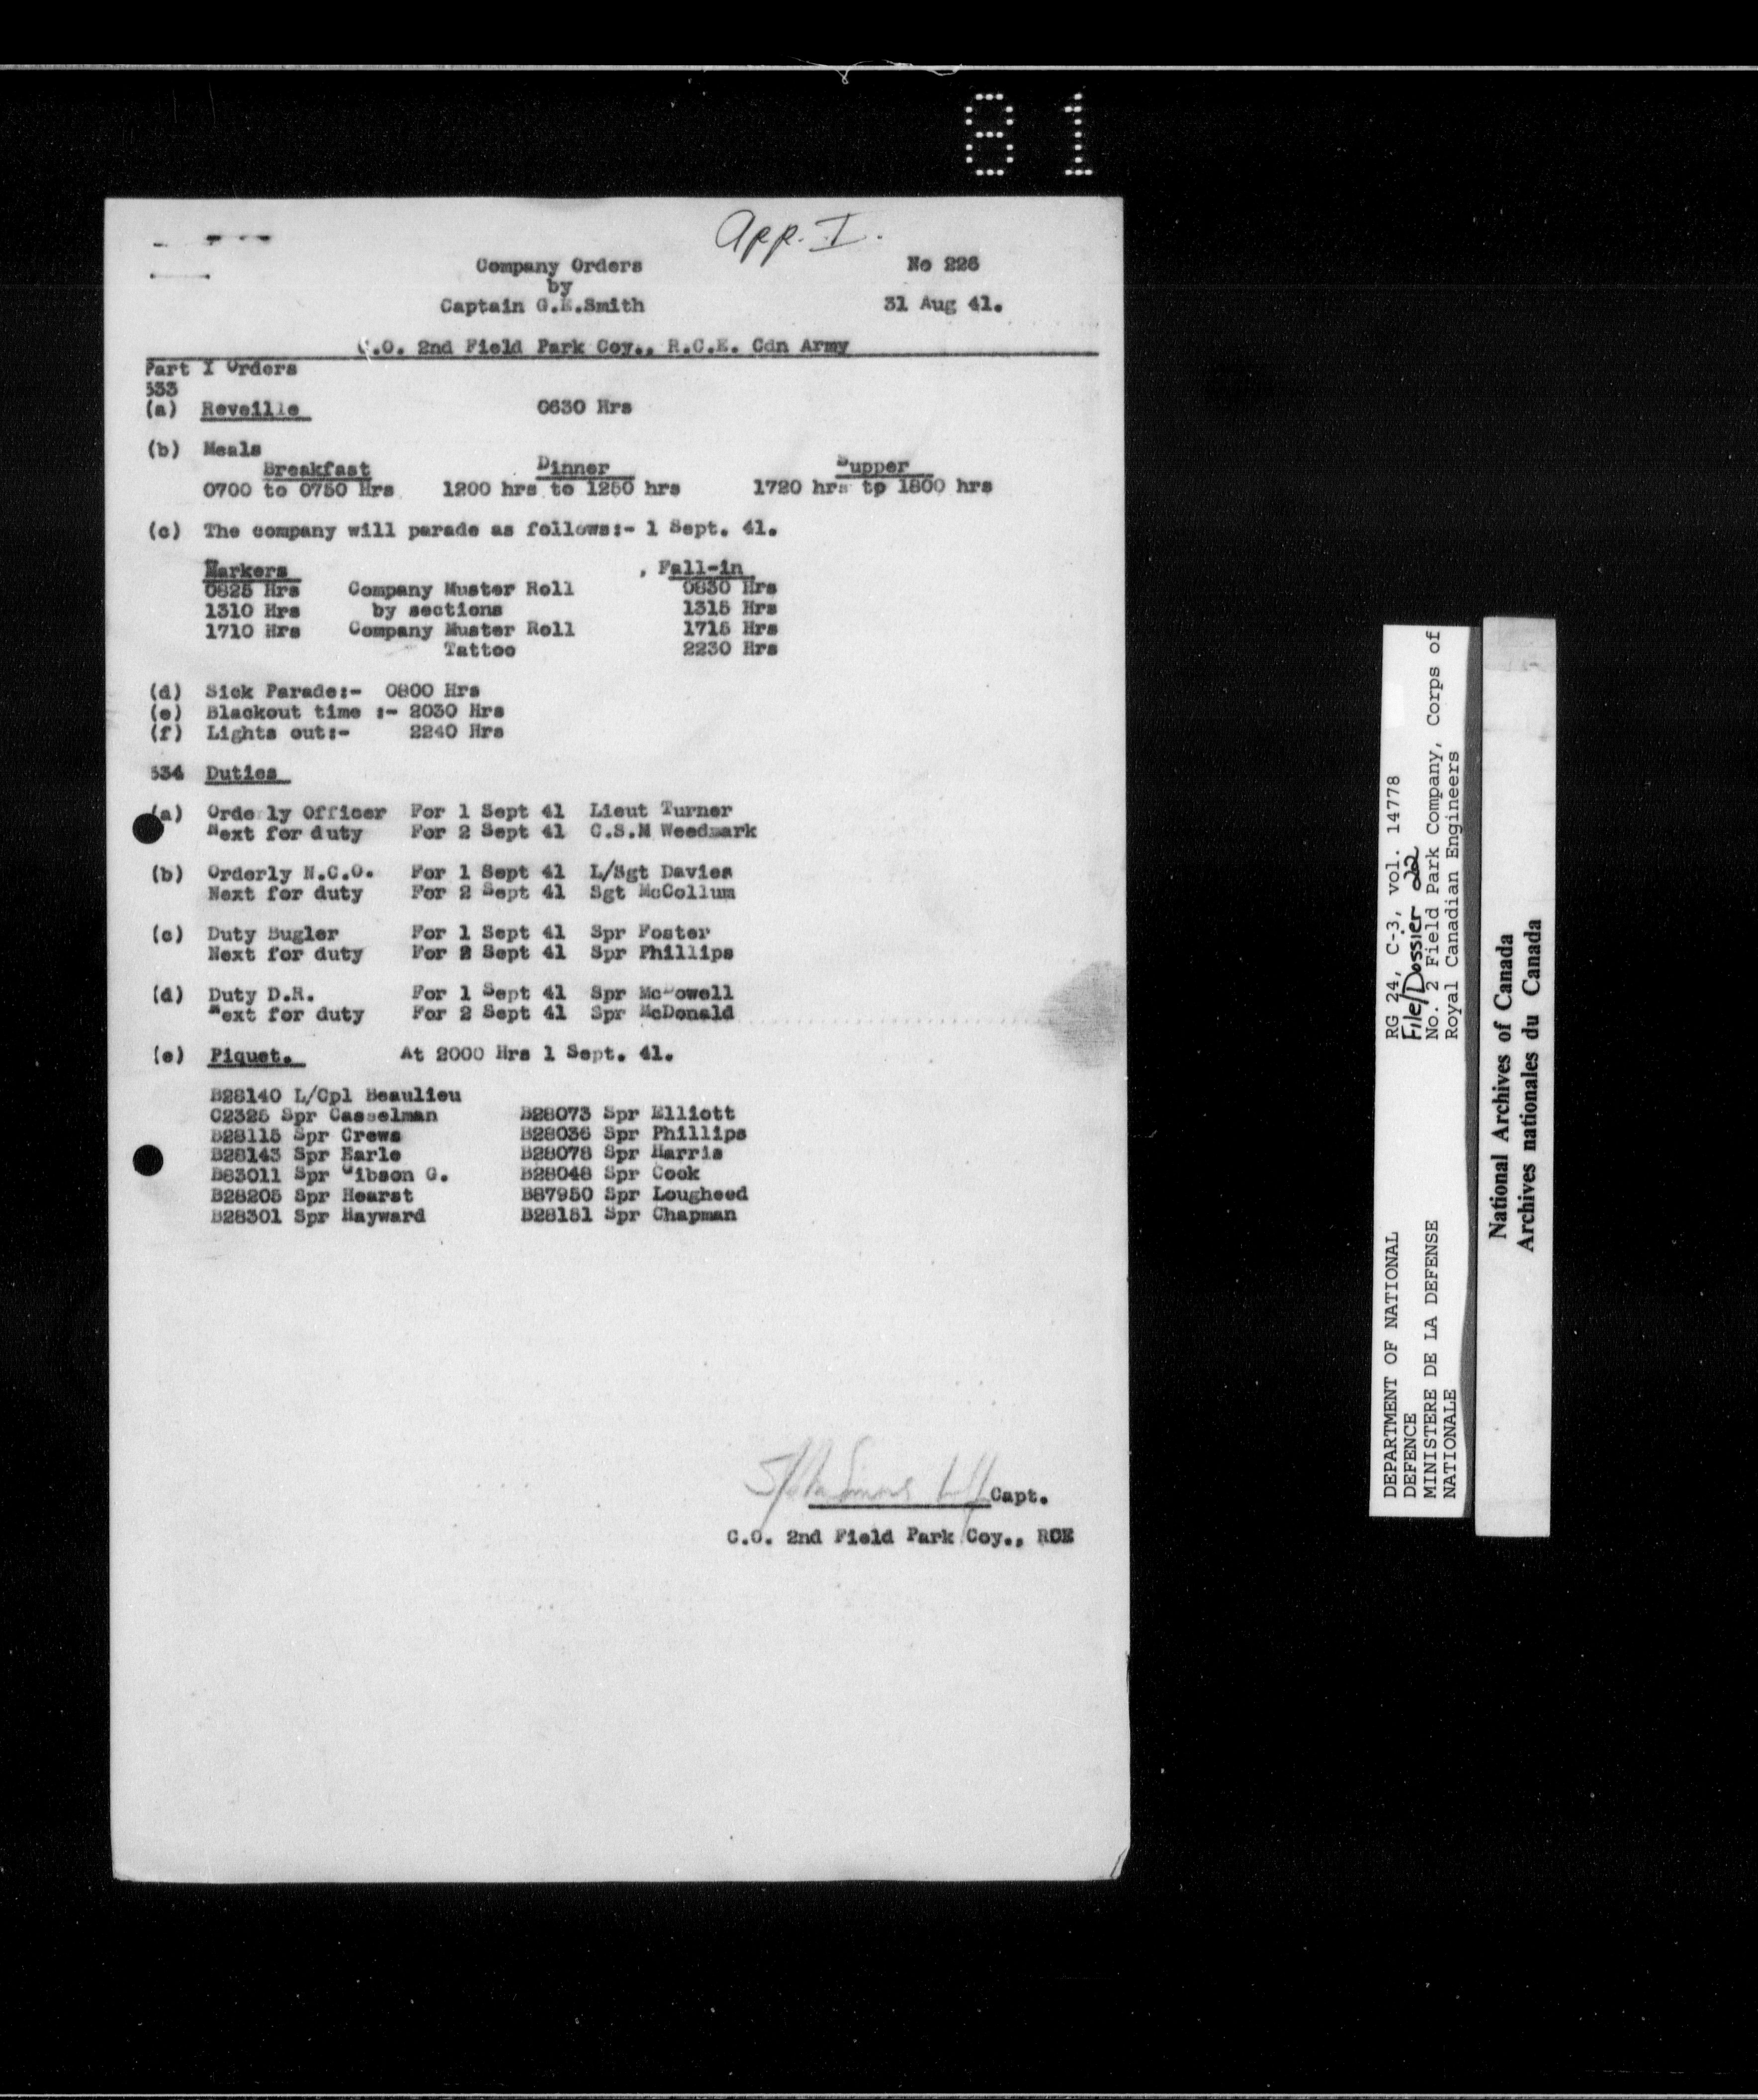 81
App. I.
Company Orders No 226
by
Captain G.E.Smith 31 Aug 41.
C.O. 2nd Field Park Coy., R.C.E. Cdn Army
Part I Orders
533
(a) Reveille 0630 Hrs
(b) Meals
Breakfast Dinner Supper
0700 to 0750 Hrs 1200 hrs to 1250 hrs 1720 hrs to 1800 hrs
(c) The company will parade as follows:- 1 Sept. 41.
Markers Fall-in
0825 Hrs Company Muster Roll 0830 Hrs
1310 Hrs by sections 1315 Hrs
1710 Hrs Company Muster Roll 1715 Hrs
Tattoo 2230 Hrs
(d) Sick Parade:- 0800 Hrs
(e) Blackout time :- 2030 Hrs
(f) Lights out:- 2240 Hrs
534 Duties
(a) Orderly Officer For 1 Sept 41 Lieut Turner
Next for duty For 2 Sept 41 C.S.M Weedmark
(b) Orderly N.C.O. For 1 Sept 41 L/Sgt Davies
Next for duty For 2 Sept 41 Sgt McCollum
(c) Duty Bugler For 1 Sept 41 Spr Foster
Next for duty For 2 Sept 41 Spr Phillips
(d) Duty D.R. For 1 Sept 41 Spr McDowell
Next for duty For 2 Sept 41 Spr McDonald
(e) Piquet. At 2000 Hrs 1 Sept. 41.
B28140 L/Cpl Beaulieu
C2325 Spr Casselman B28073 Spr Elliott
B28115 Spr Crews B28036 Spr Phillips
B28143 Spr Earle B28078 Spr Harris
B83011 Spr Gibson G. B28048 Spr Cook
B28205 Spr Hearst B87950 Spr Lougheed
B28301 Spr Hayward B28181 Spr Chapman
Capt.
C.O. 2nd Field Park Coy., RCE
DEPARTMENT OF NATIONAL RG 24, C-3, vol. 14778
DEFENCE File/Dossier 22
MINISTERE DE LA DEFENSE No. 2 Field Park Company, Corps of
NATIONALE Royal Canadian Engineers
National Archives of Canada
Archives nationales du Canada